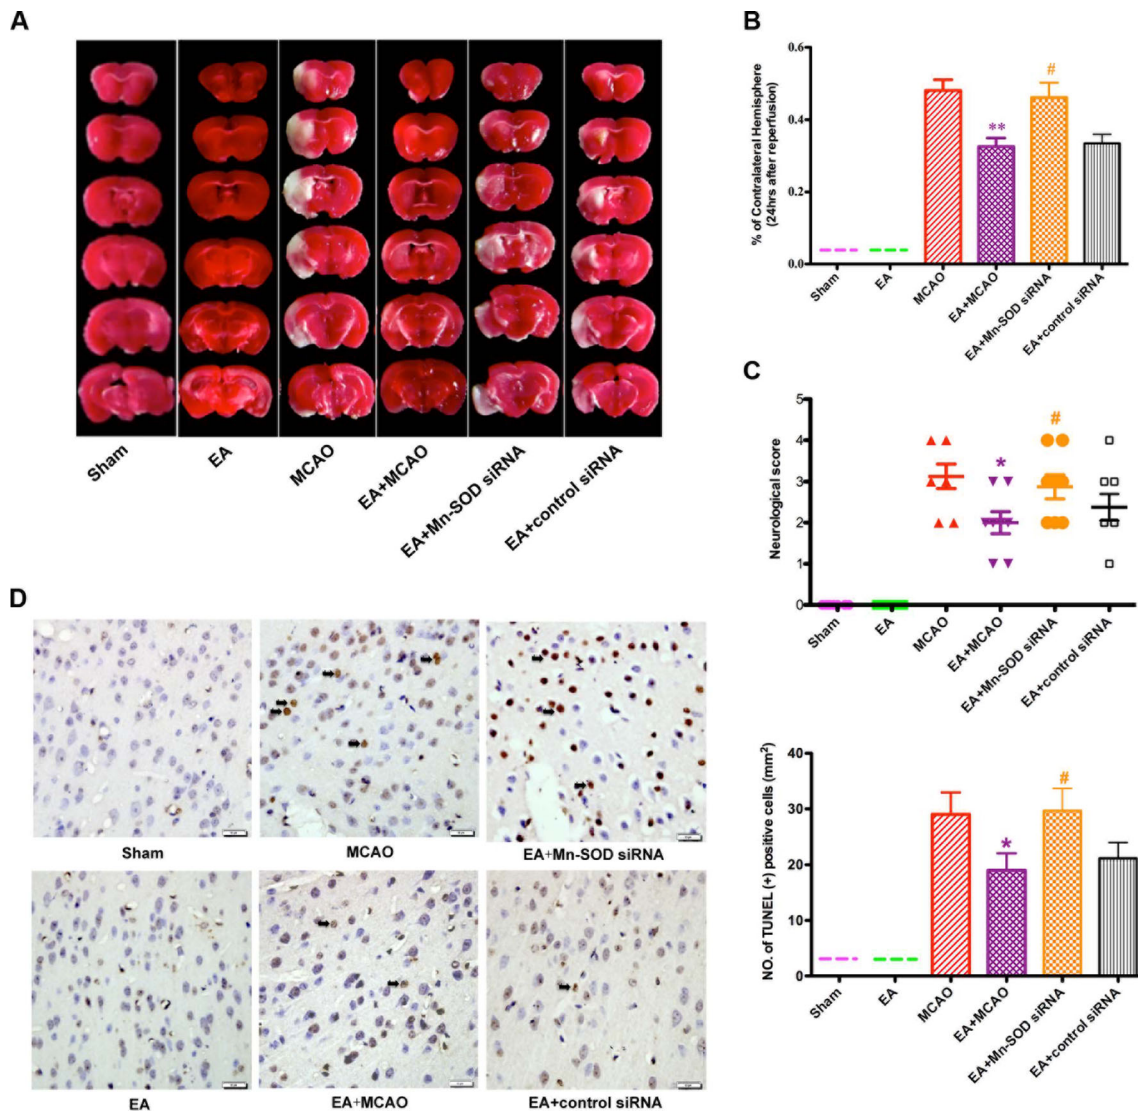 A
Sham
EA
MCAO
EA+MCAO
EA+Mn-SOD siRNA
EA+control siRNA
B
% of Contralateral Hemisphere
(24hrs after reperfusion)
0.6
0.4
0.2
0.0
#
**
Sham
EA
MCAO
EA+MCAO
EA+Mn-SOD siRNA
EA+control siRNA
C
Neurological score
5
4
3
2
1
0
#
*
Sham
EA
MCAO
EA+MCAO
EA+Mn-SOD siRNA
EA+control siRNA
D
Sham
MCAO
EA+Mn-SOD siRNA
EA
EA+MCAO
EA+control siRNA
NO. of TUNEL (+) positive cells (mm²)
40
30
20
10
0
#
*
Sham
EA
MCAO
EA+MCAO
EA+Mn-SOD siRNA
EA+control siRNA